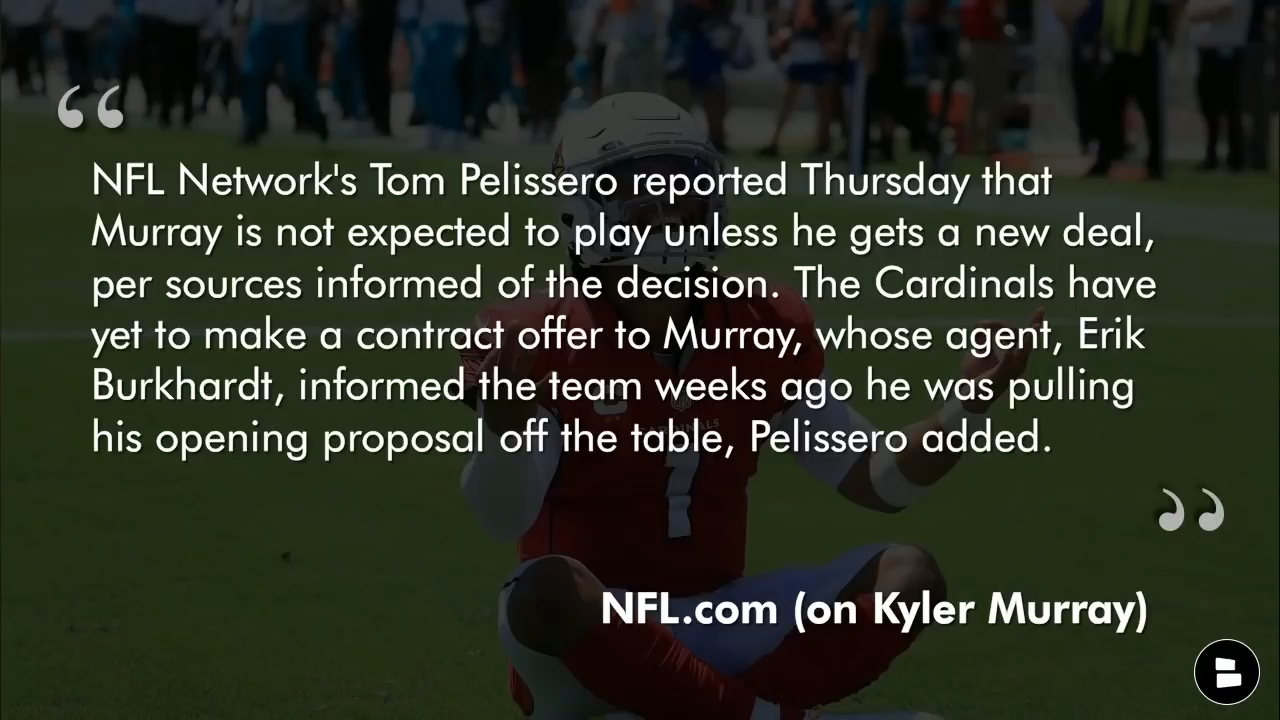 “
NFL Network's Tom Pelissero reported Thursday that
Murray is not expected to play unless he gets a new deal,
per sources informed of the decision. The Cardinals have
yet to make a contract offer to Murray, whose agent, Erik
Burkhardt, informed the team weeks ago he was pulling
his opening proposal off the table, Pelissero added.
”
NFL.com (on Kyler Murray)
CARDINALS
1